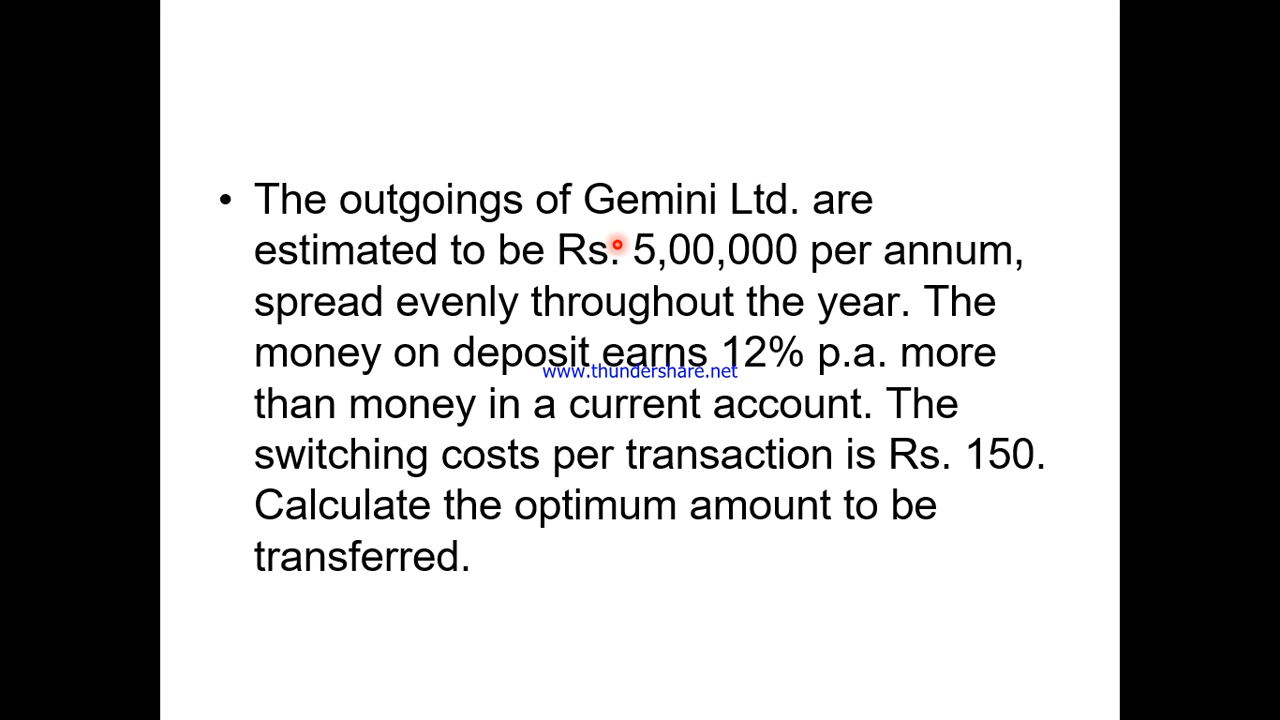 • The outgoings of Gemini Ltd. are
estimated to be Rs. 5,00,000 per annum,
spread evenly throughout the year. The
money on deposit earns 12% p.a. more
www.thundershare.net
than money in a current account. The
switching costs per transaction is Rs. 150.
Calculate the optimum amount to be
transferred.